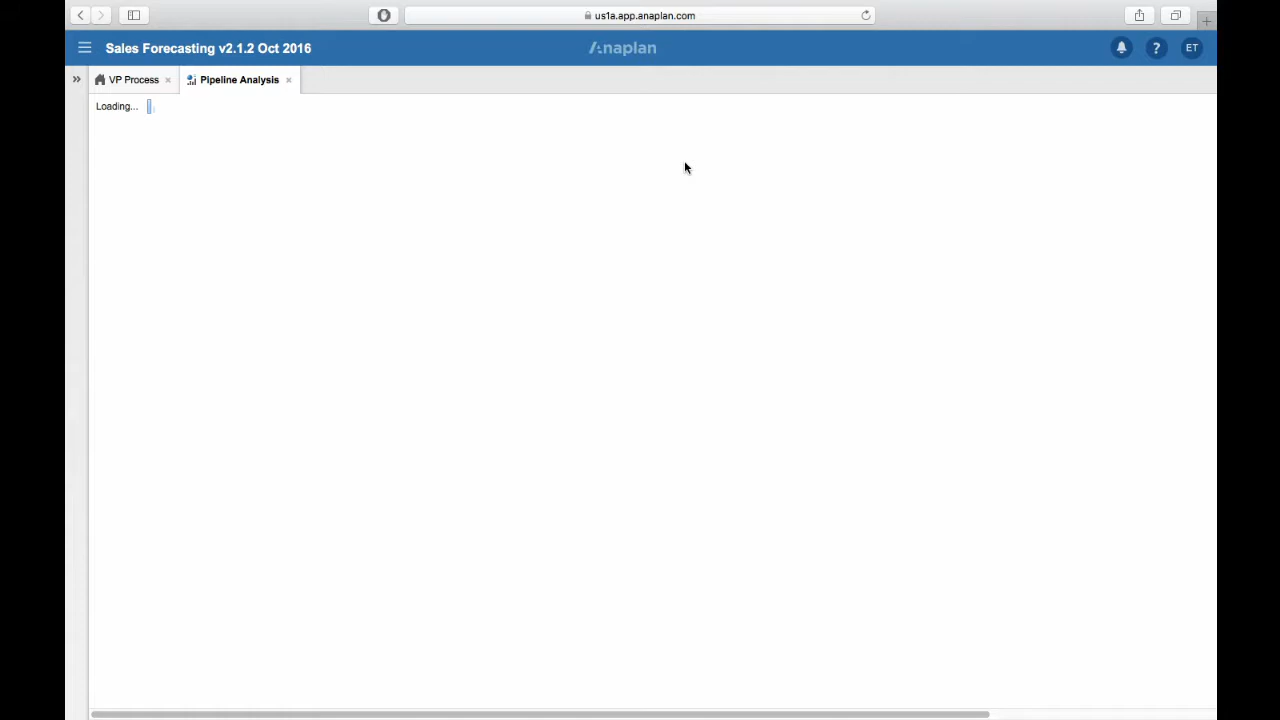 us1a.app.anaplan.com
Sales Forecasting v2.1.2 Oct 2016
Anaplan
?
ET
VP Process
Pipeline Analysis
Loading...